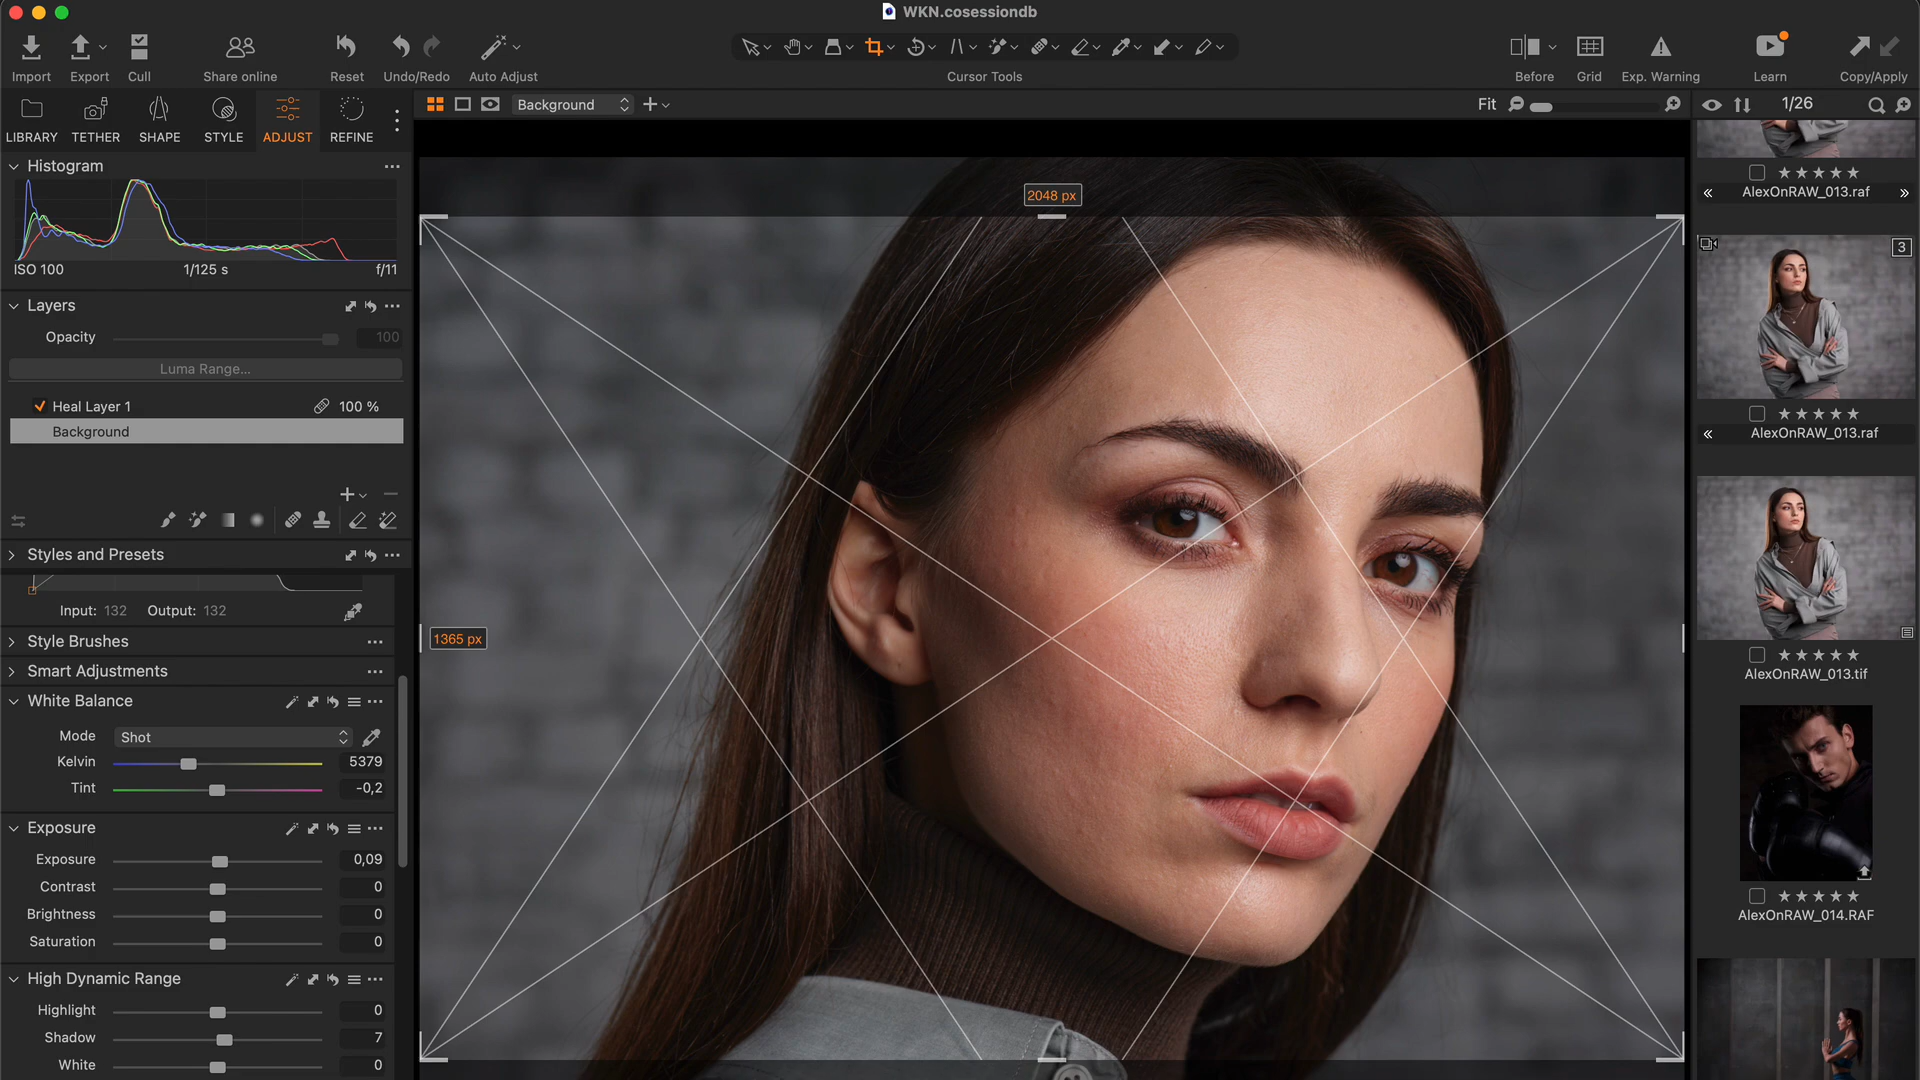 WKN.cosessiondb
Import
Export
Cull
Share online
Reset
Undo/Redo
Auto Adjust
Cursor Tools
Before
Grid
Exp. Warning
Learn
Copy/Apply
LIBRARY
TETHER
SHAPE
STYLE
ADJUST
REFINE
Background
Fit
1/26
Histogram
ISO 100
1/125 s
f/11
Layers
Opacity
100
Luma Range...
Heal Layer 1
100 %
Background
Styles and Presets
Input: 132
Output: 132
Style Brushes
Smart Adjustments
White Balance
Mode
Shot
Kelvin
5379
Tint
-0,2
Exposure
Exposure
0,09
Contrast
0
Brightness
0
Saturation
0
High Dynamic Range
Highlight
0
Shadow
7
White
0
2048 px
1365 px
AlexOnRAW_013.raf
3
AlexOnRAW_013.raf
AlexOnRAW_013.tif
AlexOnRAW_014.RAF